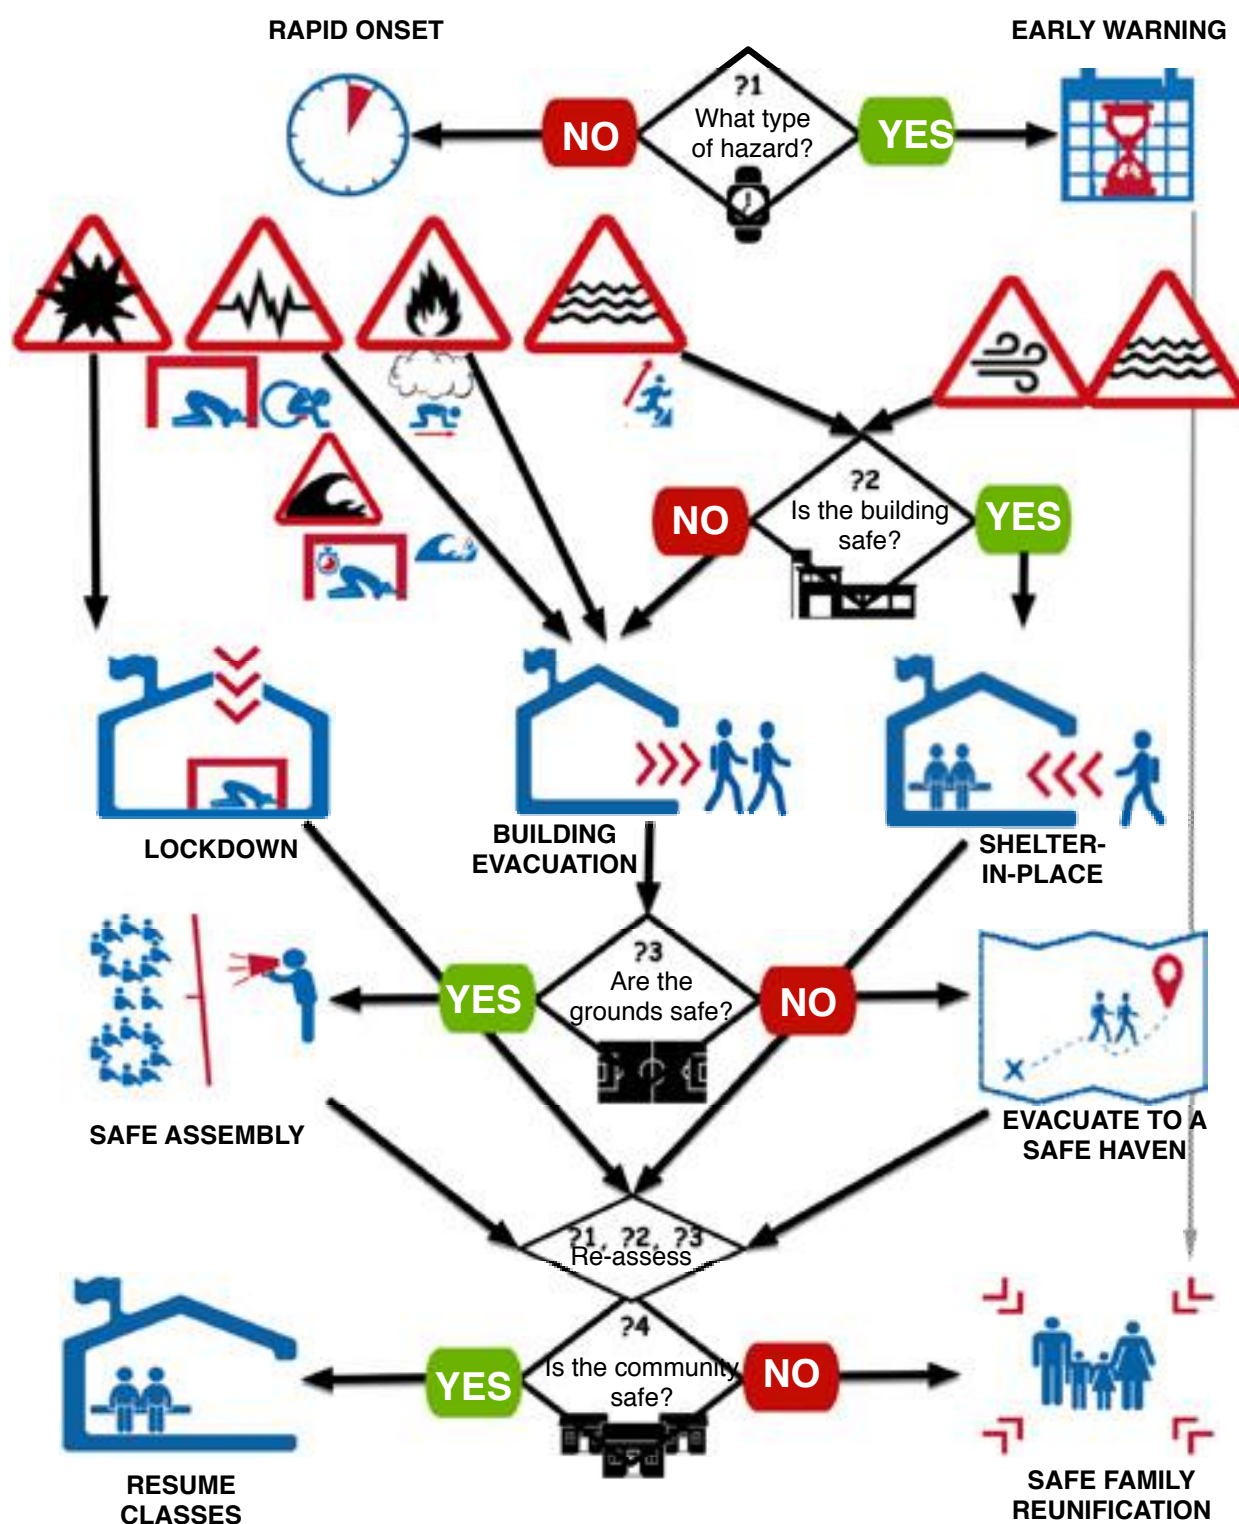 RAPID ONSET
EARLY WARNING
?1
What type
of hazard?
NO
YES
?2
Is the building
safe?
NO
YES
LOCKDOWN
BUILDING
EVACUATION
SHELTER-
IN-PLACE
?3
Are the
grounds safe?
YES
NO
SAFE ASSEMBLY
EVACUATE TO A
SAFE HAVEN
?1, ?2, ?3
Re-assess
?4
Is the community
safe?
YES
NO
RESUME
CLASSES
SAFE FAMILY
REUNIFICATION